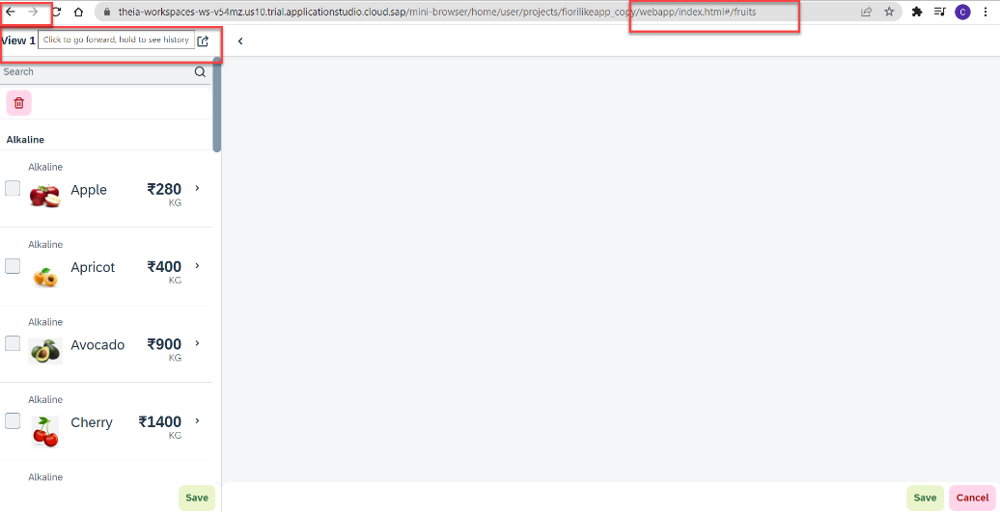 theia-workspaces-ws-v54mz.us10.trial.applicationstudio.cloud.sap/mini-browser/home/user/projects/fiorilikeapp_copy/webapp/index.html#/fruits
C
View 1
Click to go forward, hold to see history
Search
Alkaline
Alkaline
Apple
₹280
KG
Alkaline
Apricot
₹400
KG
Alkaline
Avocado
₹900
KG
Alkaline
Cherry
₹1400
KG
Alkaline
Save
Save
Cancel